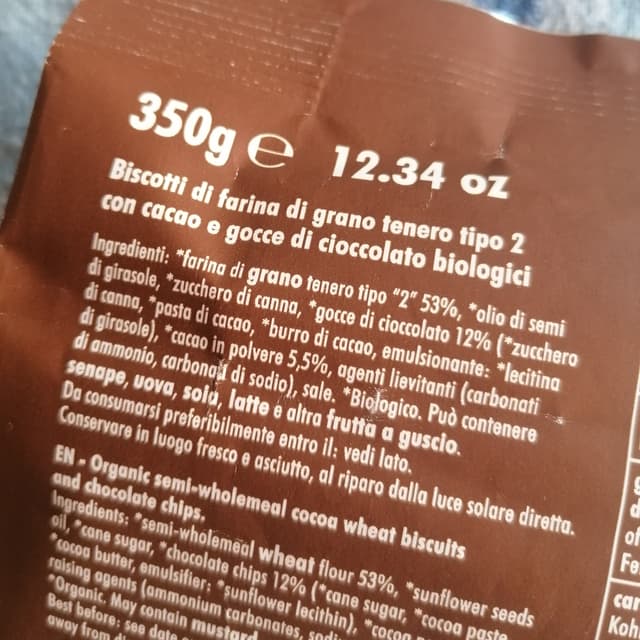 350g e 12.34 oz
Biscotti di farina di grano tenero tipo 2
con cacao e gocce di cioccolato biologici
Ingredienti: *farina di grano tenero tipo "2" 53%, *olio di semi
di girasole, *zucchero di canna, *gocce di cioccolato 12% (*zucchero
di canna, *pasta di cacao, *burro di cacao, emulsionante: *lecitina
di girasole), *cacao in polvere 5,5%, agenti lievitanti (carbonati
di ammonio, carbonati di sodio), sale. *Biologico. Può contenere
senape, uova, soia, latte e altra frutta a guscio.
Da consumarsi preferibilmente entro il: vedi lato.
Conservare in luogo fresco e asciutto, al riparo dalla luce solare diretta.
EN - Organic semi-wholemeal cocoa wheat biscuits
and chocolate chips.
Ingredients: *semi-wholemeal wheat flour 53%, *sunflower seeds
oil, *cane sugar, *chocolate chips 12% (*cane sugar, *cocoa paste,
*cocoa butter, emulsifier: *sunflower lecithin), *cocoa
raising agents (ammonium carbonates,
*Organic. May contain mustard
Best before: see date
away from
of
Fe
car
Koh